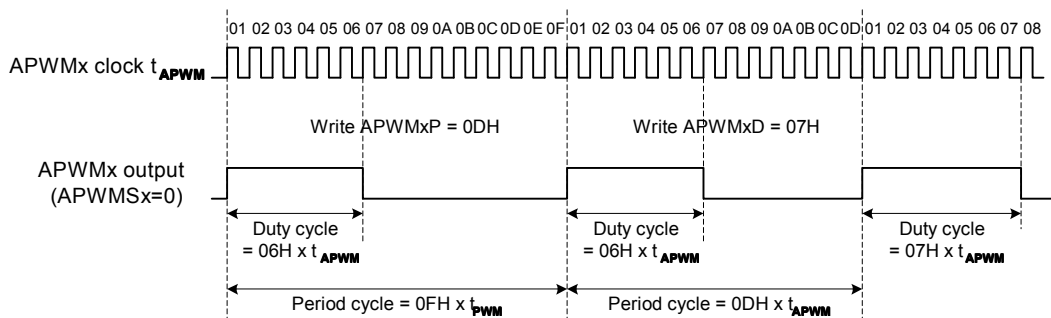 01 02 03 04 05 06 07 08 09 0A 0B 0C 0D 0E 0F 01 02 03 04 05 06 07 08 09 0A 0B 0C 0D 01 02 03 04 05 06 07 08
APWMx clock tAPWM
Write APWMxP = 0DH Write APWMxD = 07H
APWMx output
(APWMSx=0)
Duty cycle
= 06H x tAPWM
Duty cycle
= 06H x tAPWM
Duty cycle
= 07H x tAPWM
Period cycle = 0FH x tPWM Period cycle = 0DH x tAPWM